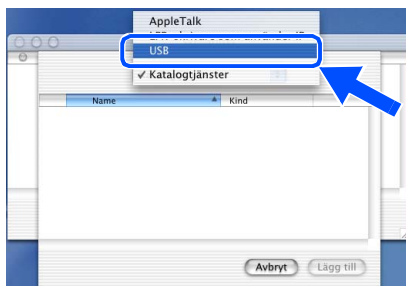 AppleTalk
USB
✓ Katalogtjänster
Name Kind
Avbryt Lägg till